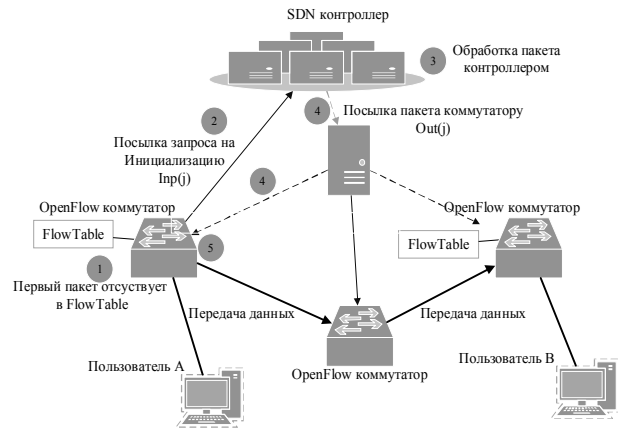 SDN контроллер
3
Обработка пакета
контроллером
2
4
Посылка пакета коммутатору
Out(j)
Посылка запроса на
Инициализацию
Inp(j)
4
OpenFlow коммутатор
OpenFlow коммутатор
FlowTable
5
FlowTable
1
Первый пакет отсуствует
в FlowTable
Передача данных
Передача данных
Пользователь А
OpenFlow коммутатор
Пользователь В